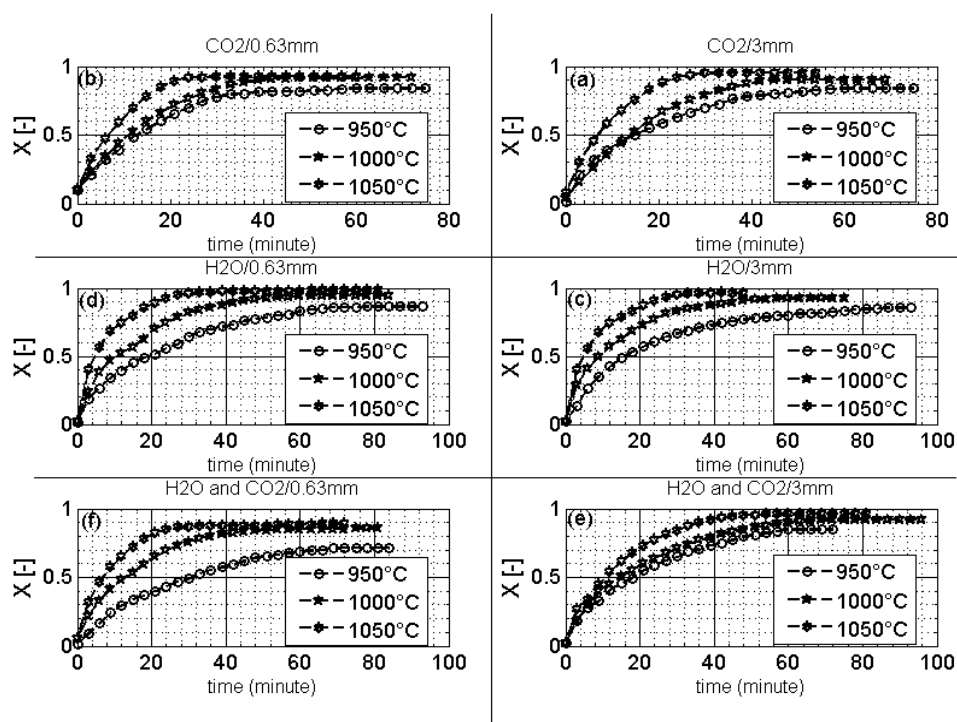 CO2/0.63mm
(b)
1
0.5
0
X [-]
950°C
1000°C
1050°C
0 20 40 60 80
time (minute)
CO2/3mm
(a)
1
0.5
0
X [-]
950°C
1000°C
1050°C
0 20 40 60 80
time (minute)
H2O/0.63mm
(d)
1
0.5
0
X [-]
950°C
1000°C
1050°C
0 20 40 60 80 100
time (minute)
H2O/3mm
(c)
1
0.5
0
X [-]
950°C
1000°C
1050°C
0 20 40 60 80 100
time (minute)
H2O and CO2/0.63mm
(f)
1
0.5
0
X [-]
950°C
1000°C
1050°C
0 20 40 60 80 100
time (minute)
H2O and CO2/3mm
(e)
1
0.5
0
X [-]
950°C
1000°C
1050°C
0 20 40 60 80 100
time (minute)